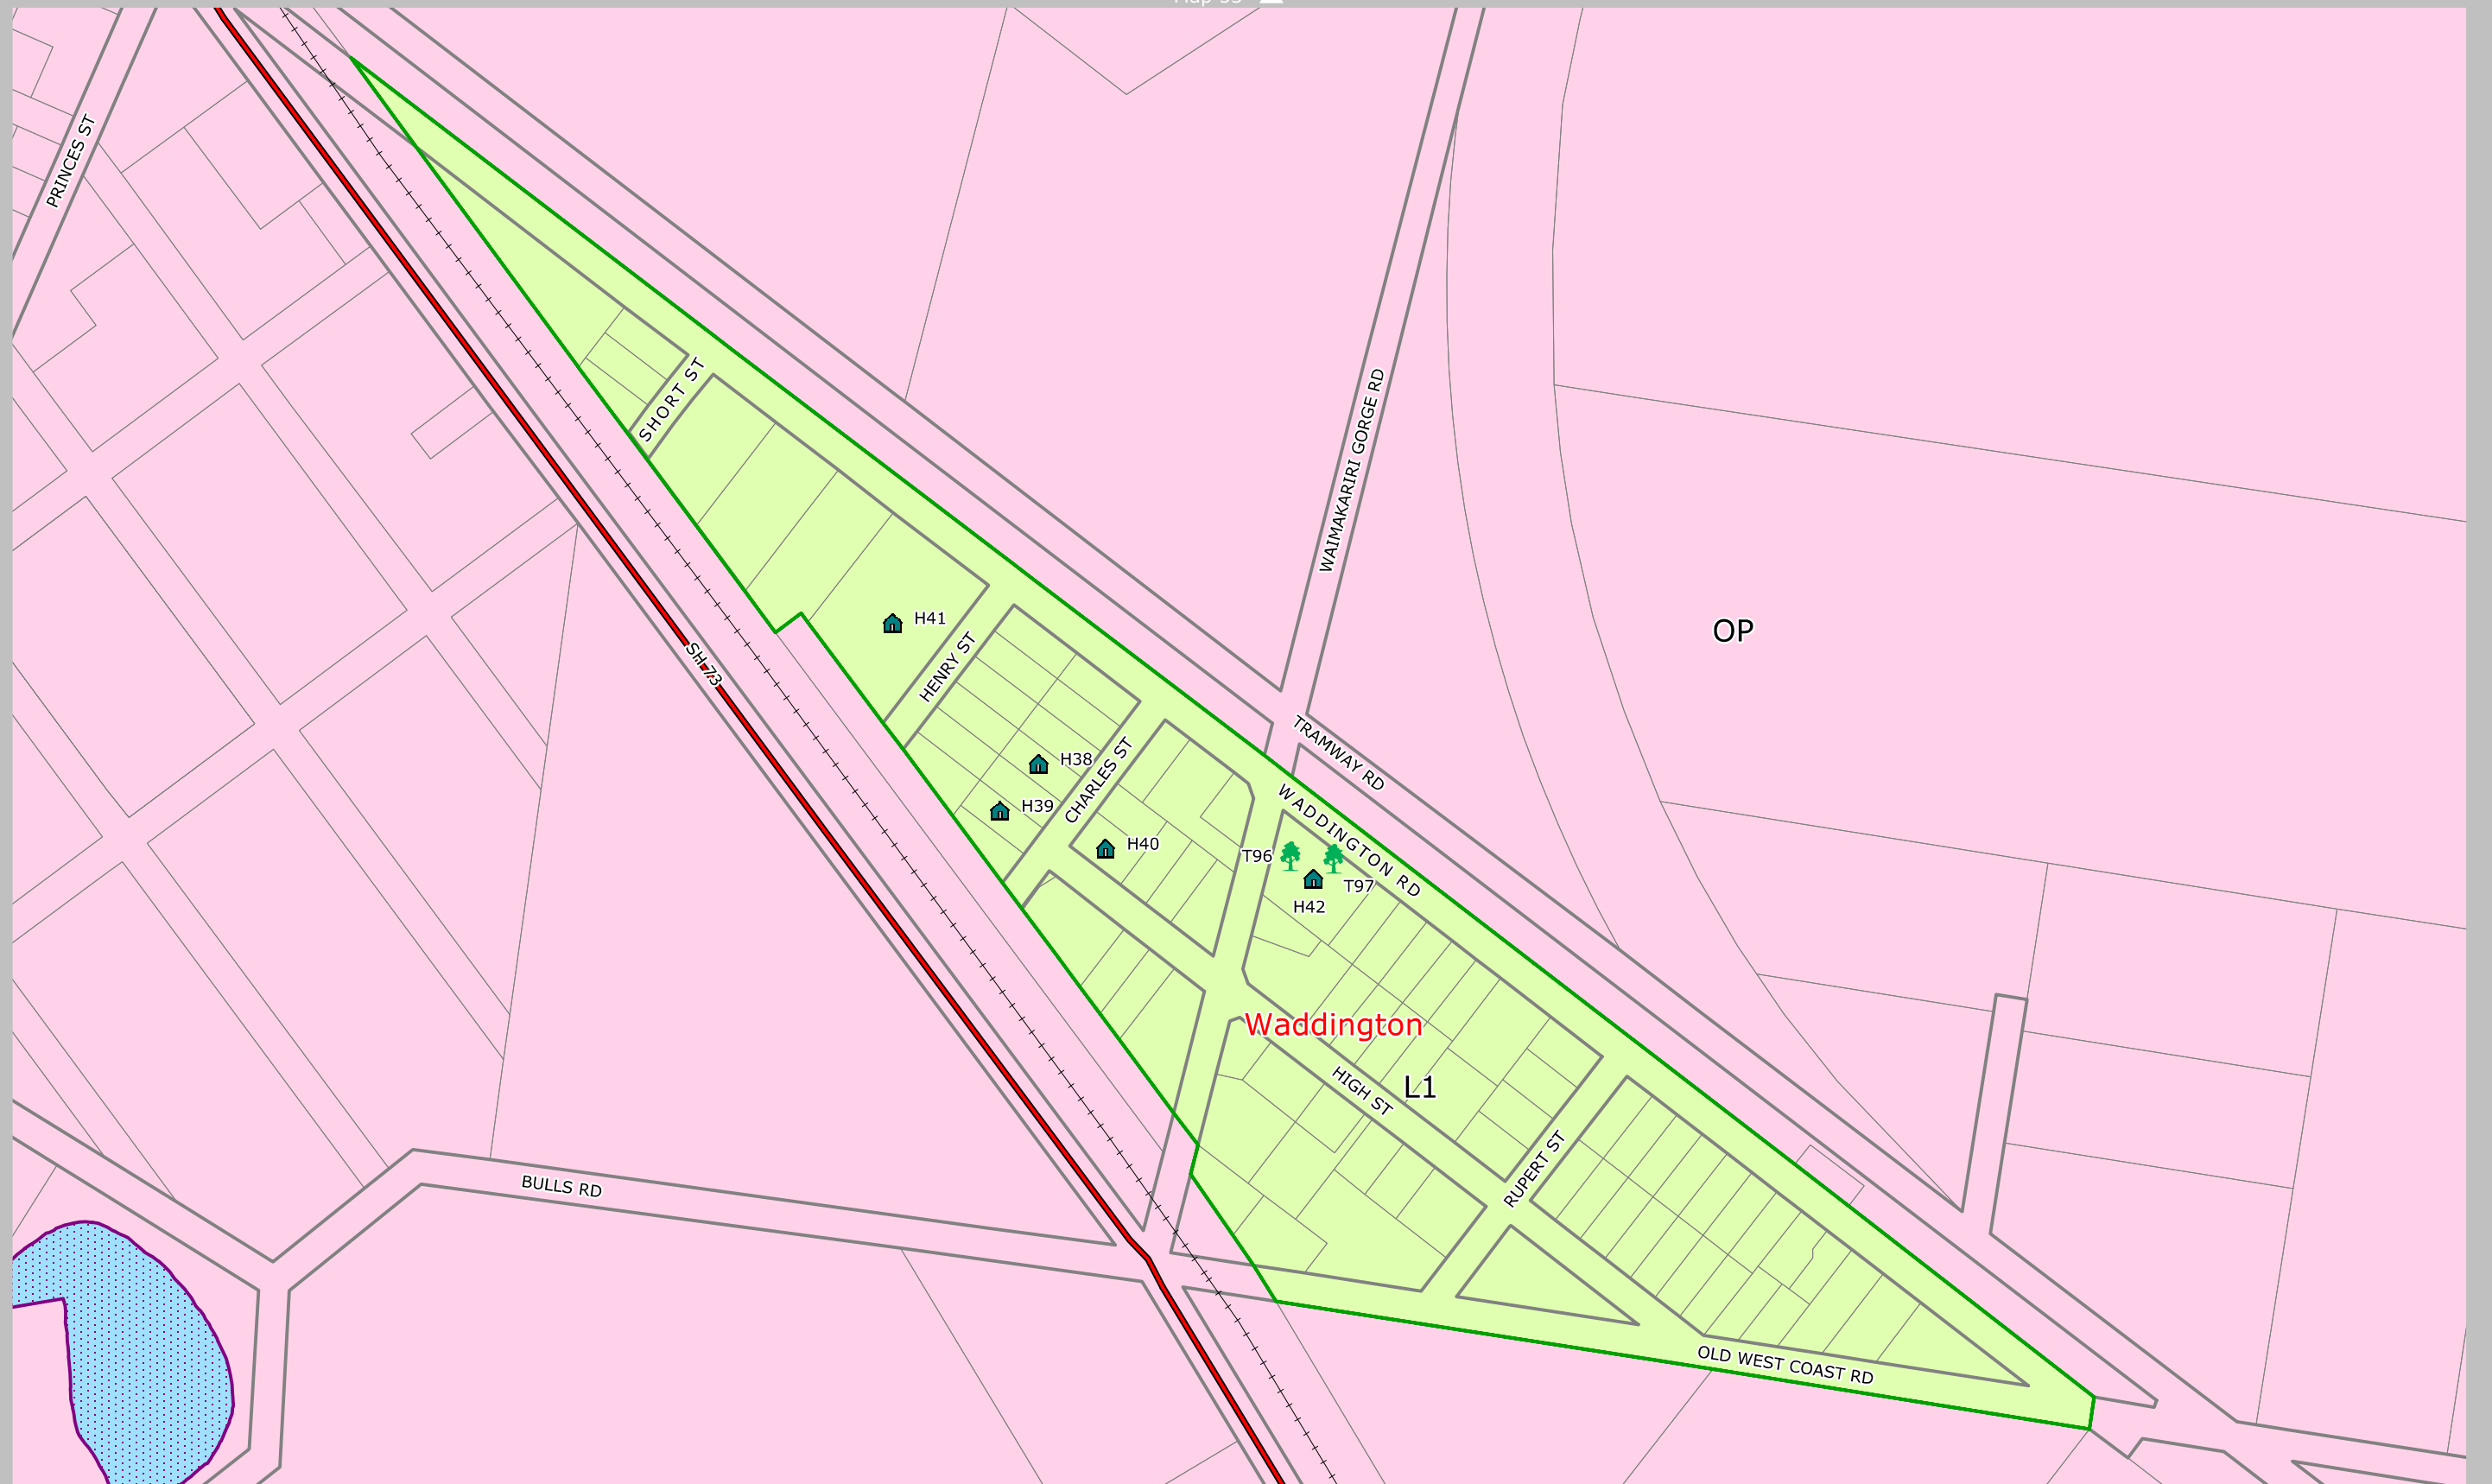 PRINCES ST
SHORT ST
WAIMAKARIRI GORGE RD
H41
OP
HENRY ST
SH 73
TRAMWAY RD
H38
CHARLES ST
H39
WADDINGTON RD
H40
T96
T97
H42
Waddington
L1
HIGH ST
RUPERT ST
BULLS RD
OLD WEST COAST RD